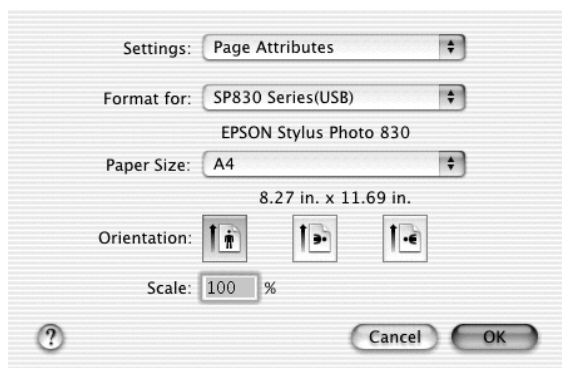 Settings: Page Attributes
Format for: SP830 Series(USB)
EPSON Stylus Photo 830
Paper Size: A4
8.27 in. x 11.69 in.
Orientation:
Scale: 100 %
? Cancel OK